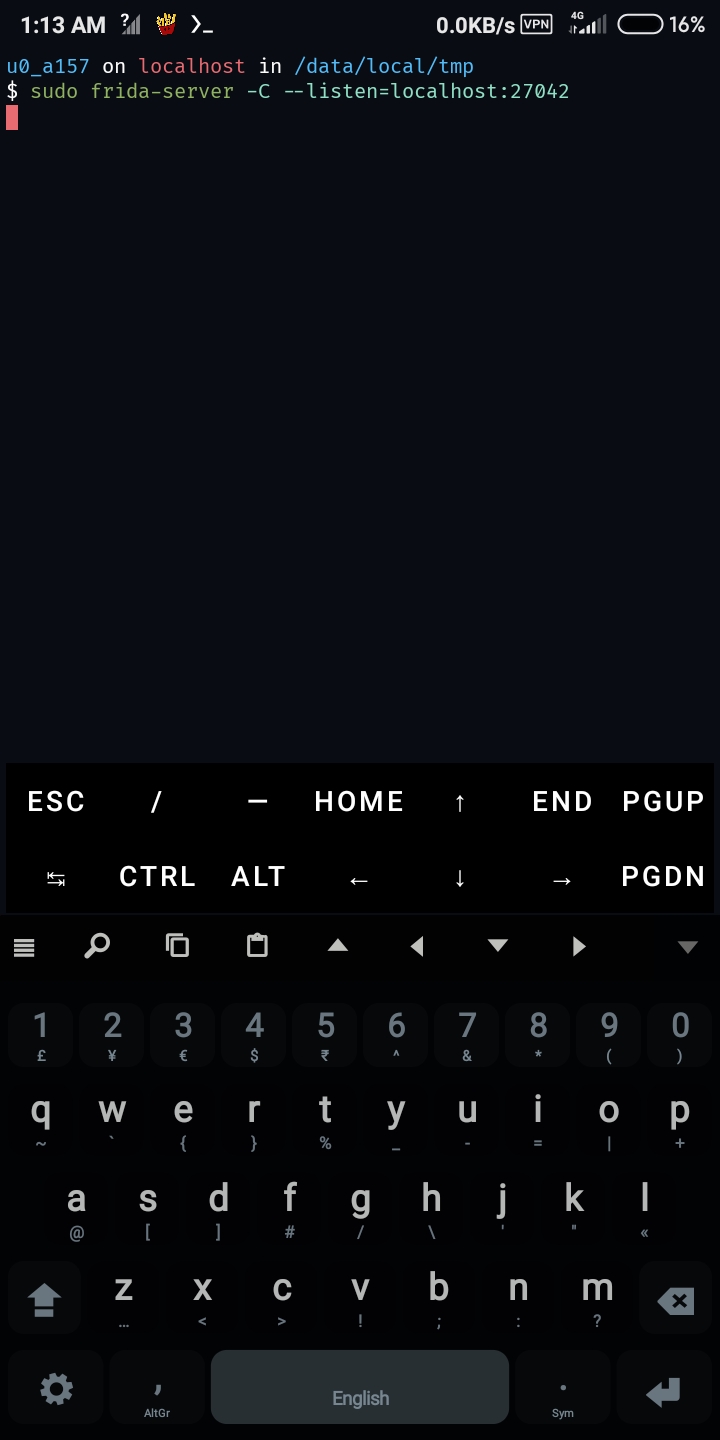 1:13 AM ? 0.0KB/s VPN 4G 16%
u0_a157 on localhost in /data/local/tmp
$ sudo frida-server -C --listen=localhost:27042
ESC / — HOME ↑ END PGUP
↹ CTRL ALT ← ↓ → PGDN
1 2 3 4 5 6 7 8 9 0
£ ¥ € $ ₹ ^ & * ( )
q w e r t y u i o p
~ ` { } % _ - = | +
a s d f g h j k l
@ [ ] # / \ ' " «
z x c v b n m
… < > ! ; : ?
, English .
AltGr Sym